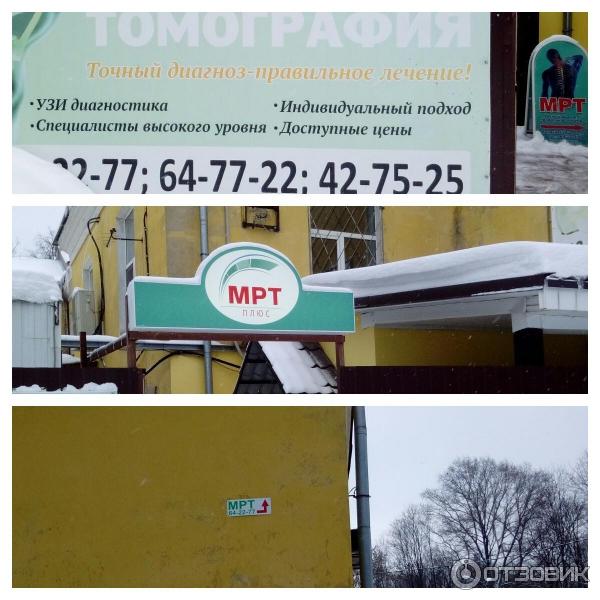 ТОМОГРАФИЯ
Точный диагноз-правильное лечение!
• УЗИ диагностика
• Специалисты высокого уровня
• Индивидуальный подход
• Доступные цены
22-77; 64-77-22; 42-75-25
МРТ
МРТ
ПЛЮС
МРТ
64-22-77
ОТЗОВИК